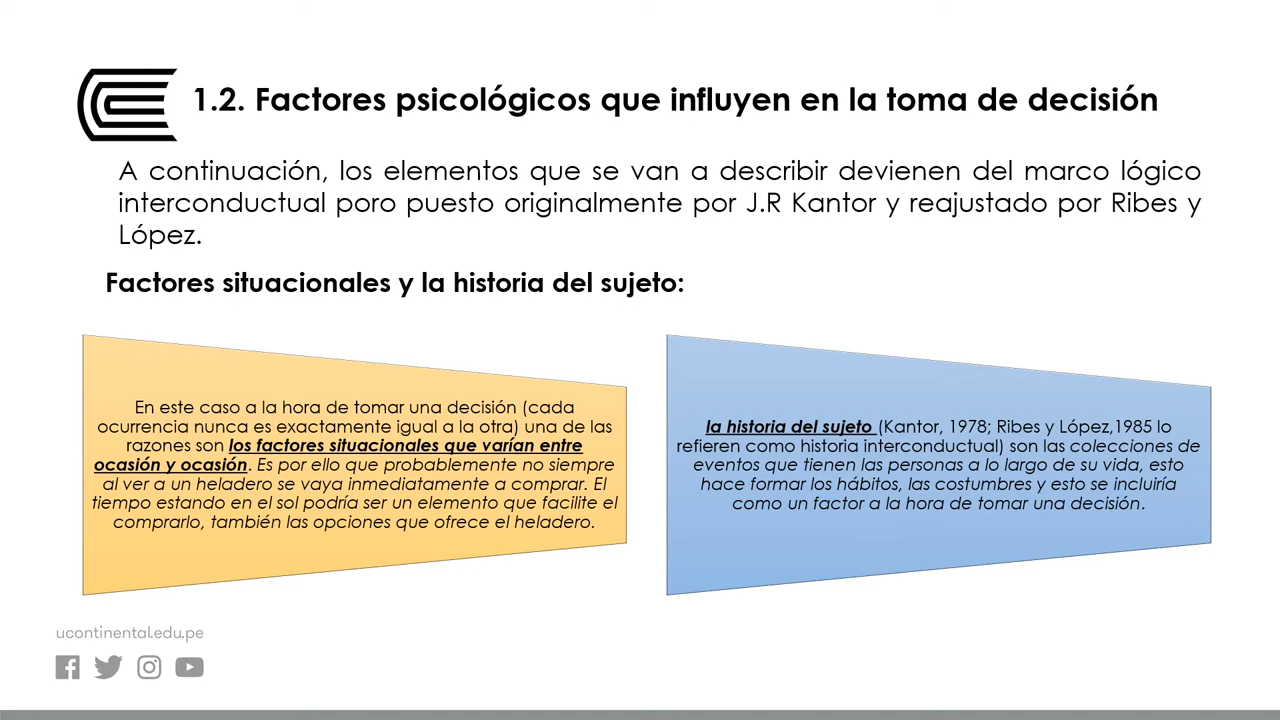 1.2. Factores psicológicos que influyen en la toma de decisión
A continuación, los elementos que se van a describir devienen del marco lógico
interconductual poro puesto originalmente por J.R Kantor y reajustado por Ribes y
López.
Factores situacionales y la historia del sujeto:
En este caso a la hora de tomar una decisión (cada
ocurrencia nunca es exactamente igual a la otra) una de las
razones son los factores situacionales que varían entre
ocasión y ocasión. Es por ello que probablemente no siempre
al ver a un heladero se vaya inmediatamente a comprar. El
tiempo estando en el sol podría ser un elemento que facilite el
comprarlo, también las opciones que ofrece el heladero.
la historia del sujeto (Kantor, 1978; Ribes y López,1985 lo
refieren como historia interconductual) son las colecciones de
eventos que tienen las personas a lo largo de su vida, esto
hace formar los hábitos, las costumbres y esto se incluiría
como un factor a la hora de tomar una decisión.
ucontinental.edu.pe